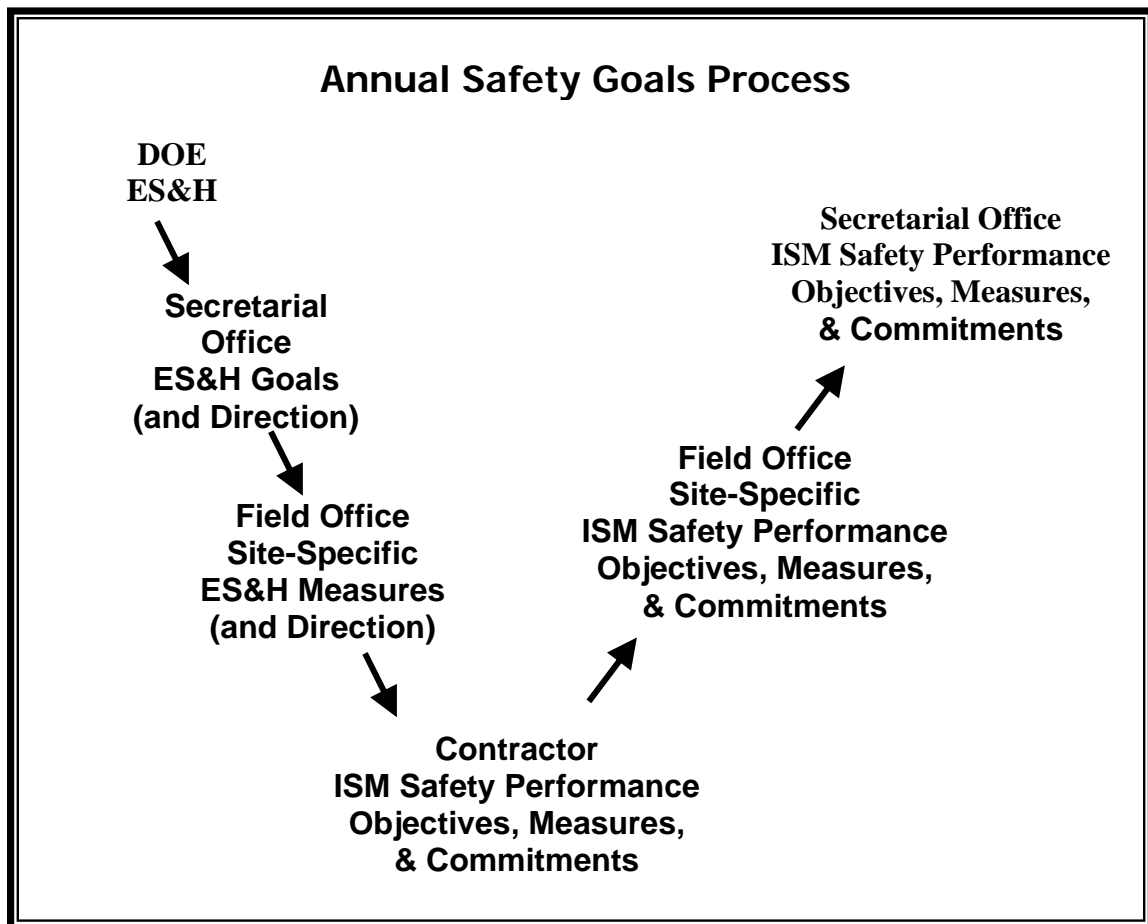 Annual Safety Goals Process
DOE
ES&H
Secretarial
Office
ES&H Goals
(and Direction)
Field Office
Site-Specific
ES&H Measures
(and Direction)
Contractor
ISM Safety Performance
Objectives, Measures,
& Commitments
Field Office
Site-Specific
ISM Safety Performance
Objectives, Measures,
& Commitments
Secretarial Office
ISM Safety Performance
Objectives, Measures,
& Commitments